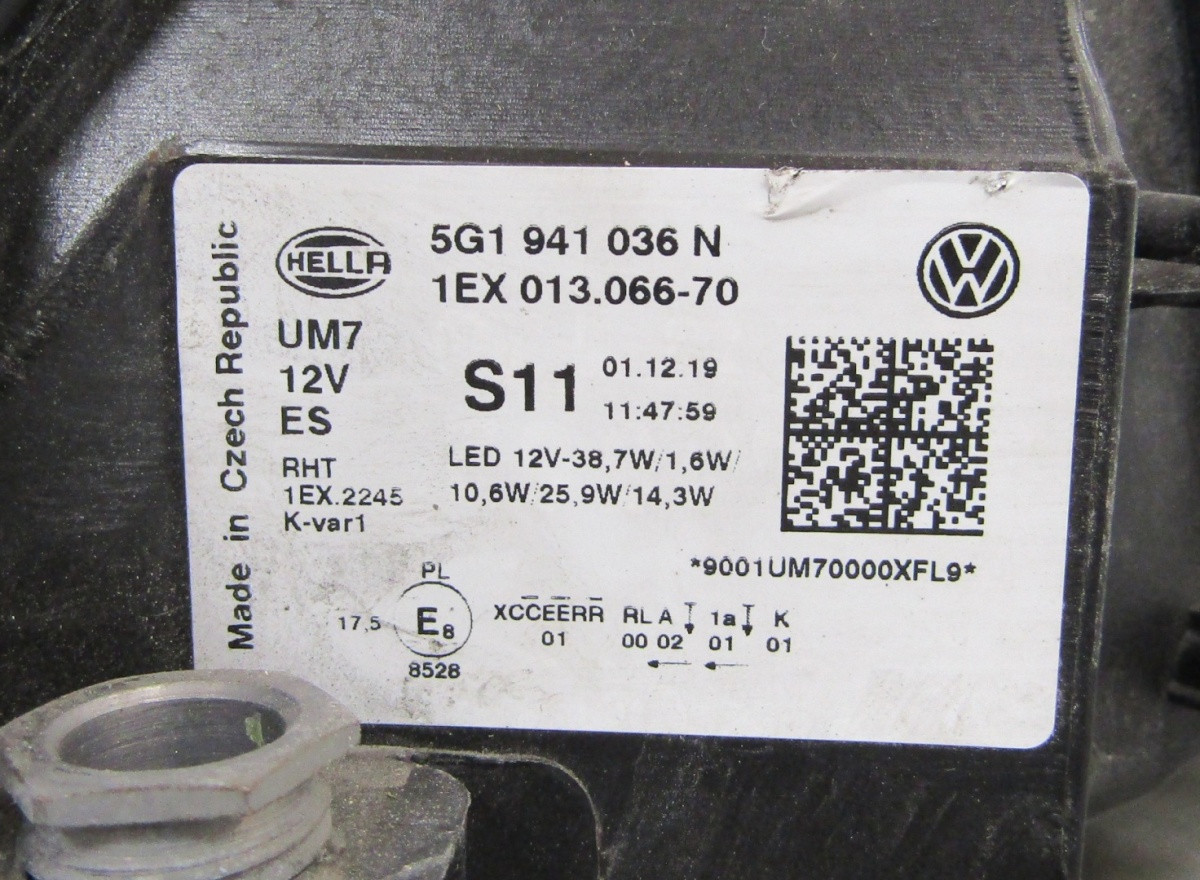 Made in Czech Republic
HELLA
5G1 941 036 N
1EX 013.066-70
UM7
12V
ES
S11
01.12.19
11:47:59
RHT
1EX.2245
K-var1
LED 12V-38,7W/1,6W/
10,6W/25,9W/14,3W
*9001UM70000XFL9*
PL
17,5 E8
8528
XCCEERR RL A 1a K
01 00 02 01 01